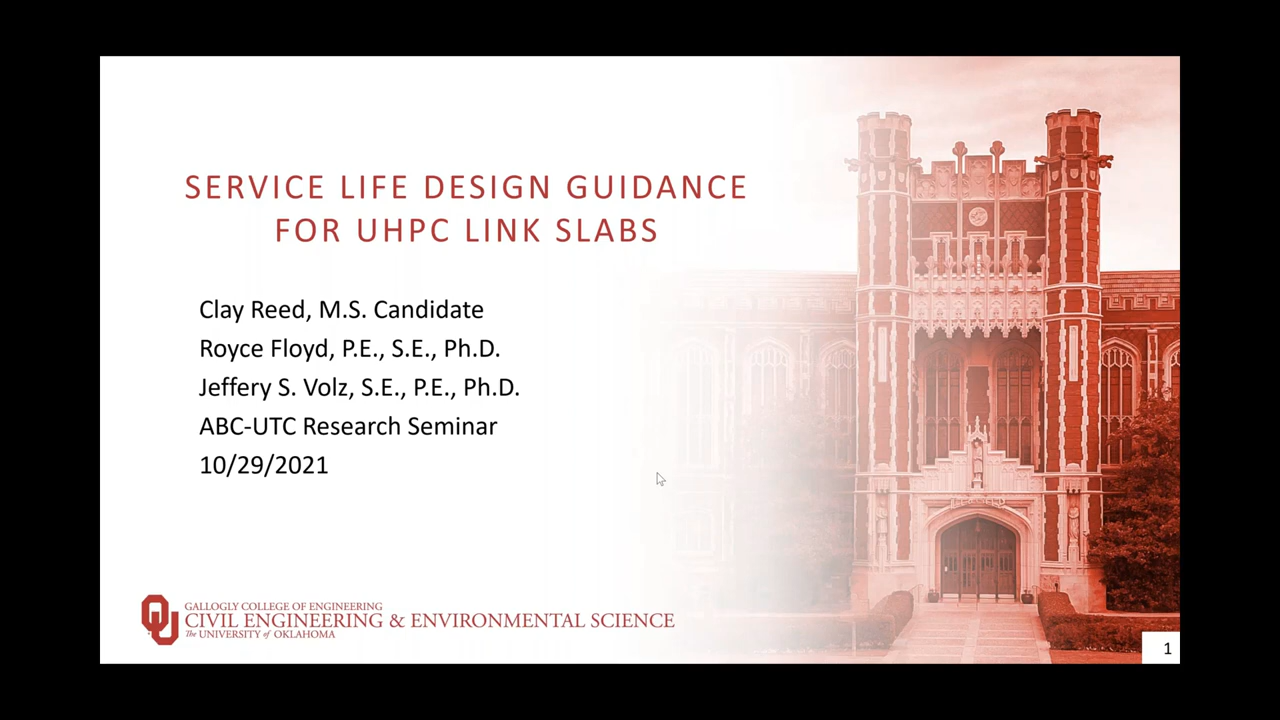 SERVICE LIFE DESIGN GUIDANCE
FOR UHPC LINK SLABS
Clay Reed, M.S. Candidate
Royce Floyd, P.E., S.E., Ph.D.
Jeffery S. Volz, S.E., P.E., Ph.D.
ABC-UTC Research Seminar
10/29/2021
OU
GALLOGLY COLLEGE OF ENGINEERING
CIVIL ENGINEERING & ENVIRONMENTAL SCIENCE
The UNIVERSITY of OKLAHOMA
1